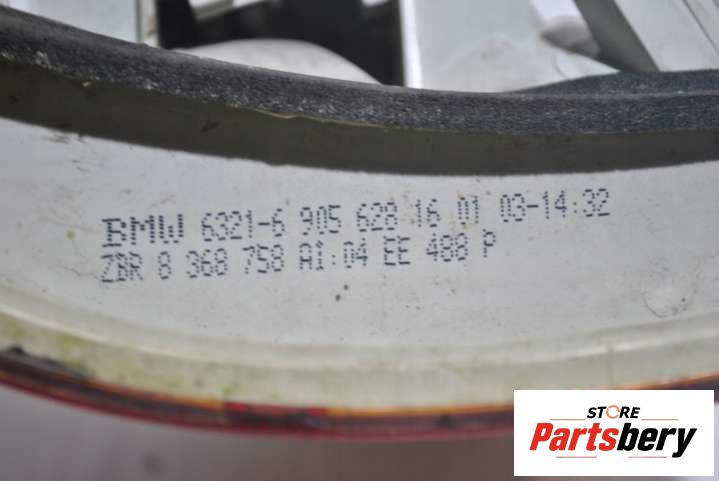 BMW 6321-6 905 628 16 01 03-14:32
ZBR 8 368 758 AI:04 EE 488 P
STORE
Partsbery